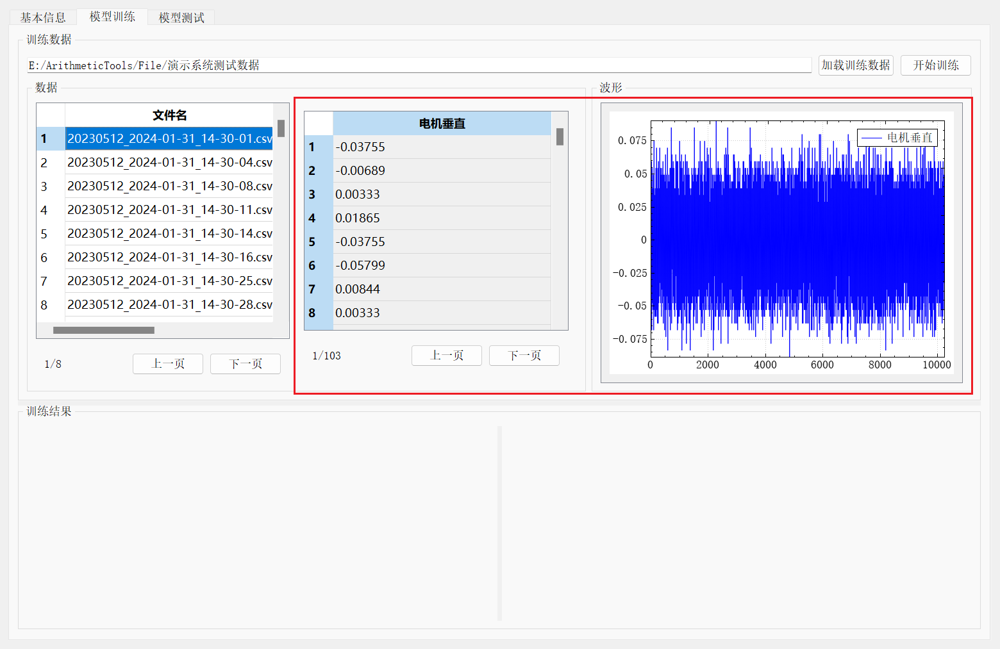 基本信息 模型训练 模型测试
训练数据
E:/ArithmeticTools/File/演示系统测试数据 加载训练数据 开始训练
数据
文件名
1 20230512_2024-01-31_14-30-01.csv
2 20230512_2024-01-31_14-30-04.csv
3 20230512_2024-01-31_14-30-08.csv
4 20230512_2024-01-31_14-30-11.csv
5 20230512_2024-01-31_14-30-14.csv
6 20230512_2024-01-31_14-30-16.csv
7 20230512_2024-01-31_14-30-25.csv
8 20230512_2024-01-31_14-30-28.csv
1/8 上一页 下一页
电机垂直
1 -0.03755
2 -0.00689
3 0.00333
4 0.01865
5 -0.03755
6 -0.05799
7 0.00844
8 0.00333
1/103 上一页 下一页
波形
电机垂直
0.075
0.05
0.025
0
-0.025
-0.05
-0.075
0 2000 4000 6000 8000 10000
训练结果